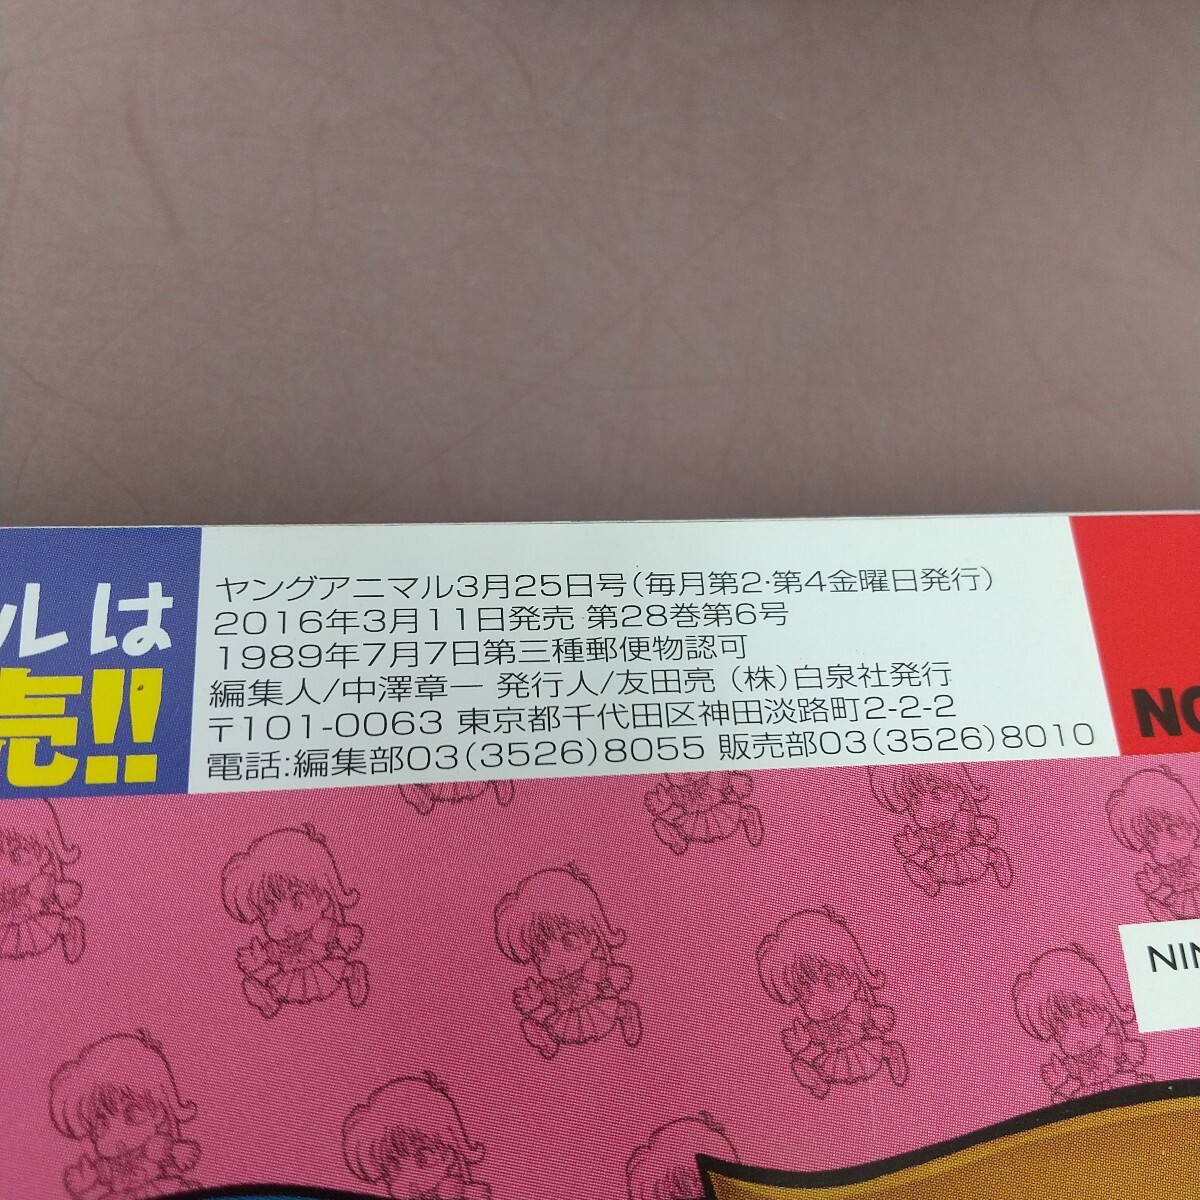 ルは
売!!
ヤングアニマル3月25日号(毎月第2・第4金曜日発行)
2016年3月11日発売 第28巻第6号
1989年7月7日第三種郵便物認可
編集人/中澤章一 発行人/友田亮 (株)白泉社発行
〒101-0063 東京都千代田区神田淡路町2-2-2
電話:編集部03(3526)8055 販売部03(3526)8010
NO
NIN